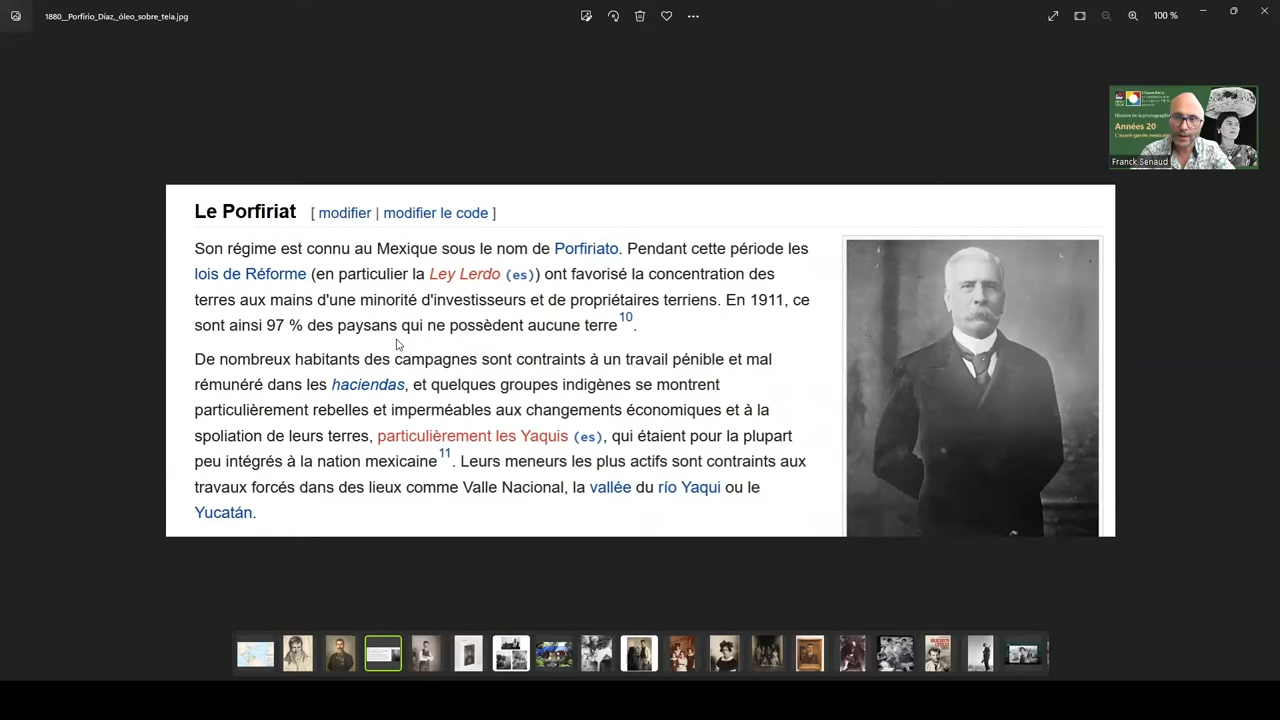 1880__Porfirio_Díaz,_óleo_sobre_tela.jpg
100 %
Années 20
Franck Senaud
Le Porfiriat [ modifier | modifier le code ]
Son régime est connu au Mexique sous le nom de Porfiriato. Pendant cette période les
lois de Réforme (en particulier la Ley Lerdo (es)) ont favorisé la concentration des
terres aux mains d'une minorité d'investisseurs et de propriétaires terriens. En 1911, ce
sont ainsi 97 % des paysans qui ne possèdent aucune terre10.
De nombreux habitants des campagnes sont contraints à un travail pénible et mal
rémunéré dans les haciendas, et quelques groupes indigènes se montrent
particulièrement rebelles et imperméables aux changements économiques et à la
spoliation de leurs terres, particulièrement les Yaquis (es), qui étaient pour la plupart
peu intégrés à la nation mexicaine11. Leurs meneurs les plus actifs sont contraints aux
travaux forcés dans des lieux comme Valle Nacional, la vallée du río Yaqui ou le
Yucatán.